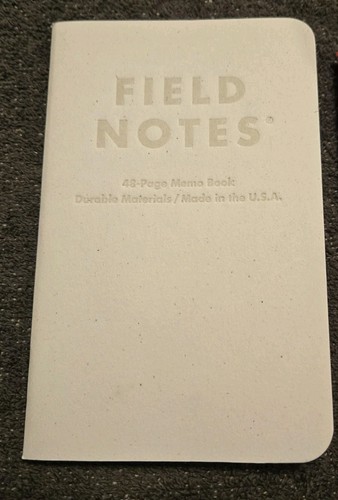 FIELD
NOTES®
48-Page Memo Book
Durable Materials / Made in the U.S.A.